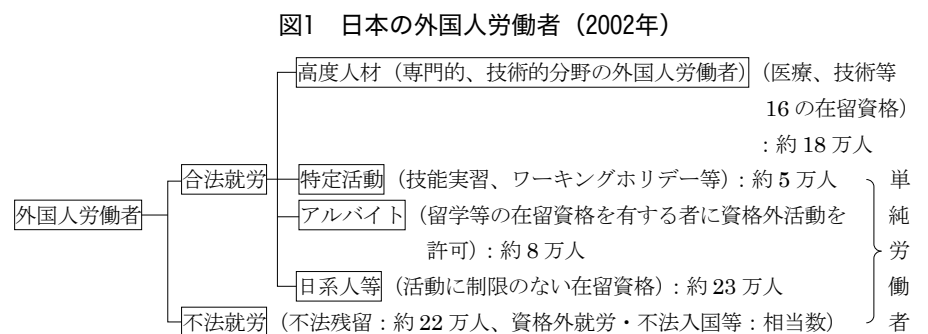 図1　日本の外国人労働者（2002年）
高度人材（専門的、技術的分野の外国人労働者）（医療、技術等
16の在留資格）
：約18万人
合法就労
特定活動（技能実習、ワーキングホリデー等）：約5万人
外国人労働者
アルバイト（留学等の在留資格を有する者に資格外活動を
許可）：約8万人
日系人等（活動に制限のない在留資格）：約23万人
不法就労（不法残留：約22万人、資格外就労・不法入国等：相当数）
単純労働者